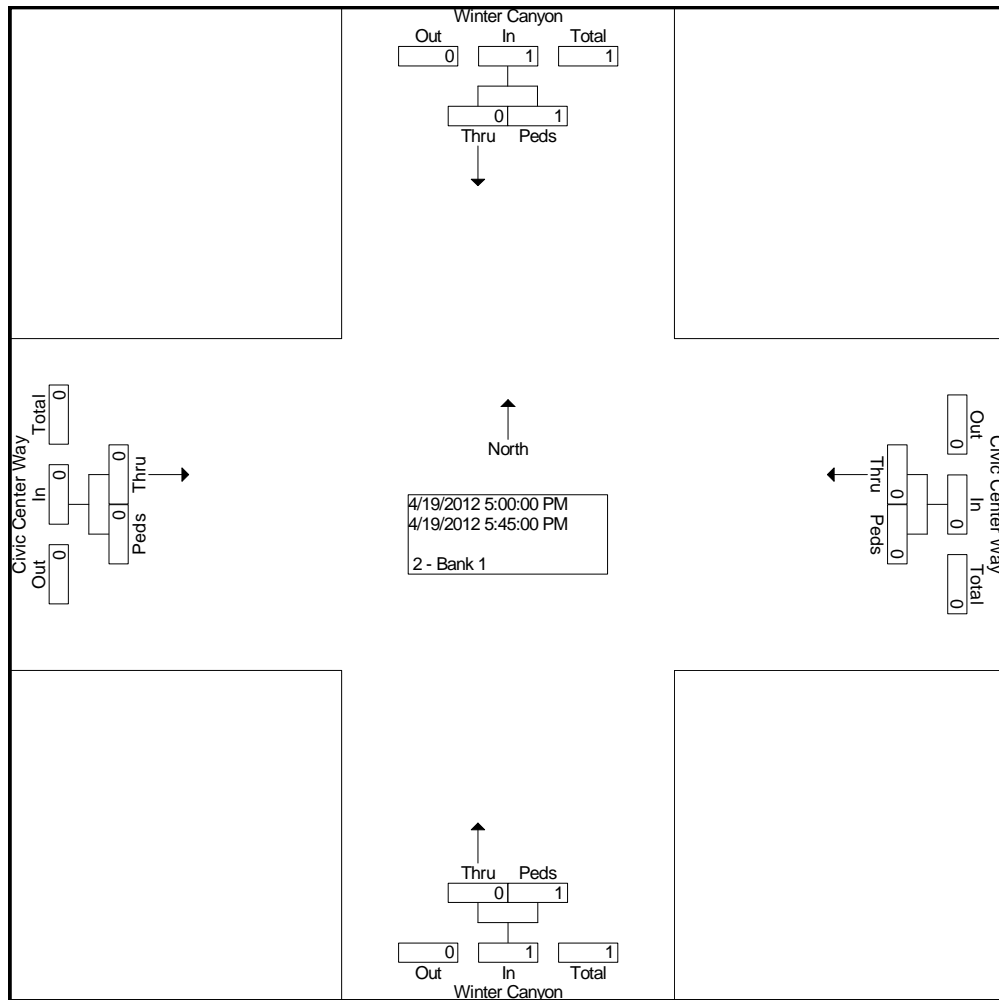 Winter Canyon
Out In Total
0 1 1
0 1
Thru Peds
Civic Center Way
Total In Out
0 0 0
0 0
Thru Peds
North
4/19/2012 5:00:00 PM
4/19/2012 5:45:00 PM
2 - Bank 1
Civic Center Way
Out In Total
0 0 0
0 0
Thru Peds
Thru Peds
0 1
0 1 1
Out In Total
Winter Canyon